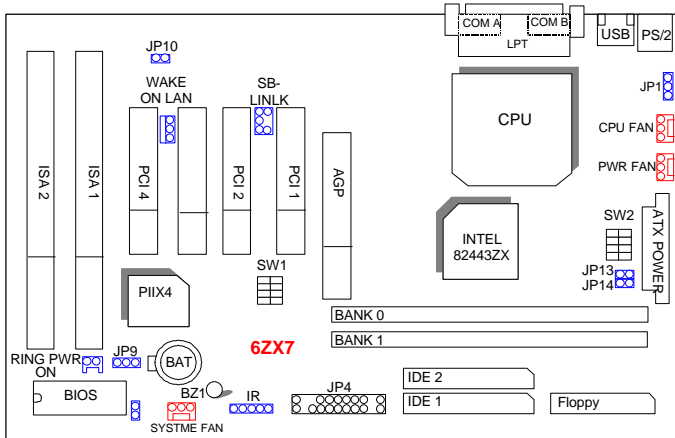 COM A
COM B
LPT
USB
PS/2
JP10
WAKE
ON LAN
SB-
LINLK
JP1
CPU
CPU FAN
PWR FAN
ISA 2
ISA 1
PCI 4
PCI 2
PCI 1
AGP
INTEL
82443ZX
SW2
ATX POWER
PIIX4
SW1
JP13
JP14
BANK 0
BANK 1
6ZX7
RING PWR
ON
JP9
BAT
BIOS
BZ1
IR
JP4
IDE 2
IDE 1
Floppy
SYSTME FAN